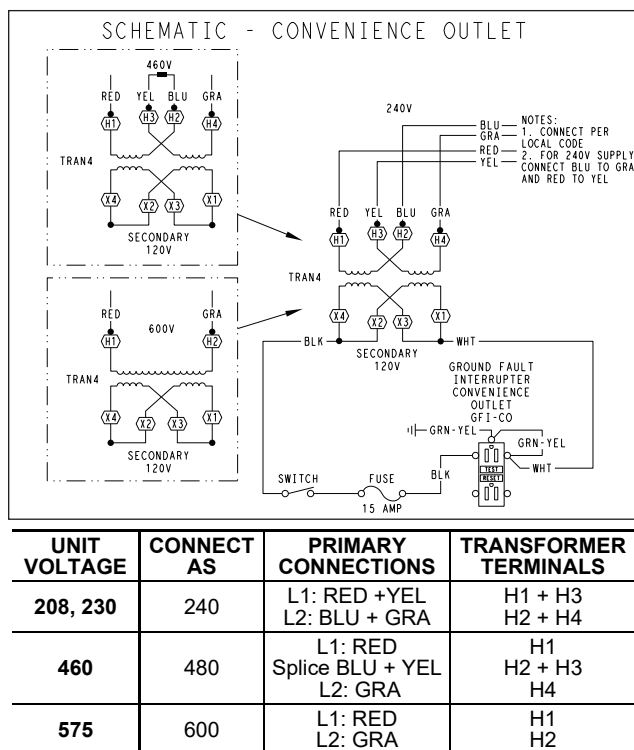 SCHEMATIC - CONVENIENCE OUTLET
460V
RED YEL BLU GRA
H1 H3 H2 H4
TRAN4
X4 X2 X3 X1
SECONDARY
120V
RED GRA
600V
H1 H2
TRAN4
X4 X2 X3 X1
SECONDARY
120V
240V
BLU
GRA
RED
YEL
NOTES:
1. CONNECT PER
LOCAL CODE
2. FOR 240V SUPPLY
CONNECT BLU TO GRA
AND RED TO YEL
RED YEL BLU GRA
H1 H3 H2 H4
TRAN4
X4 X2 X3 X1
BLK
WHT
SECONDARY
120V
GROUND FAULT
INTERRUPTER
CONVENIENCE
OUTLET
GFI-CO
GRN-YEL
GRN-YEL
BLK
WHT
TEST
RESET
SWITCH
FUSE
15 AMP
UNIT VOLTAGE CONNECT AS PRIMARY CONNECTIONS TRANSFORMER TERMINALS
208, 230 240 L1: RED +YEL H1 + H3
L2: BLU + GRA H2 + H4
460 480 L1: RED H1
Splice BLU + YEL H2 + H3
L2: GRA H4
575 600 L1: RED H1
L2: GRA H2